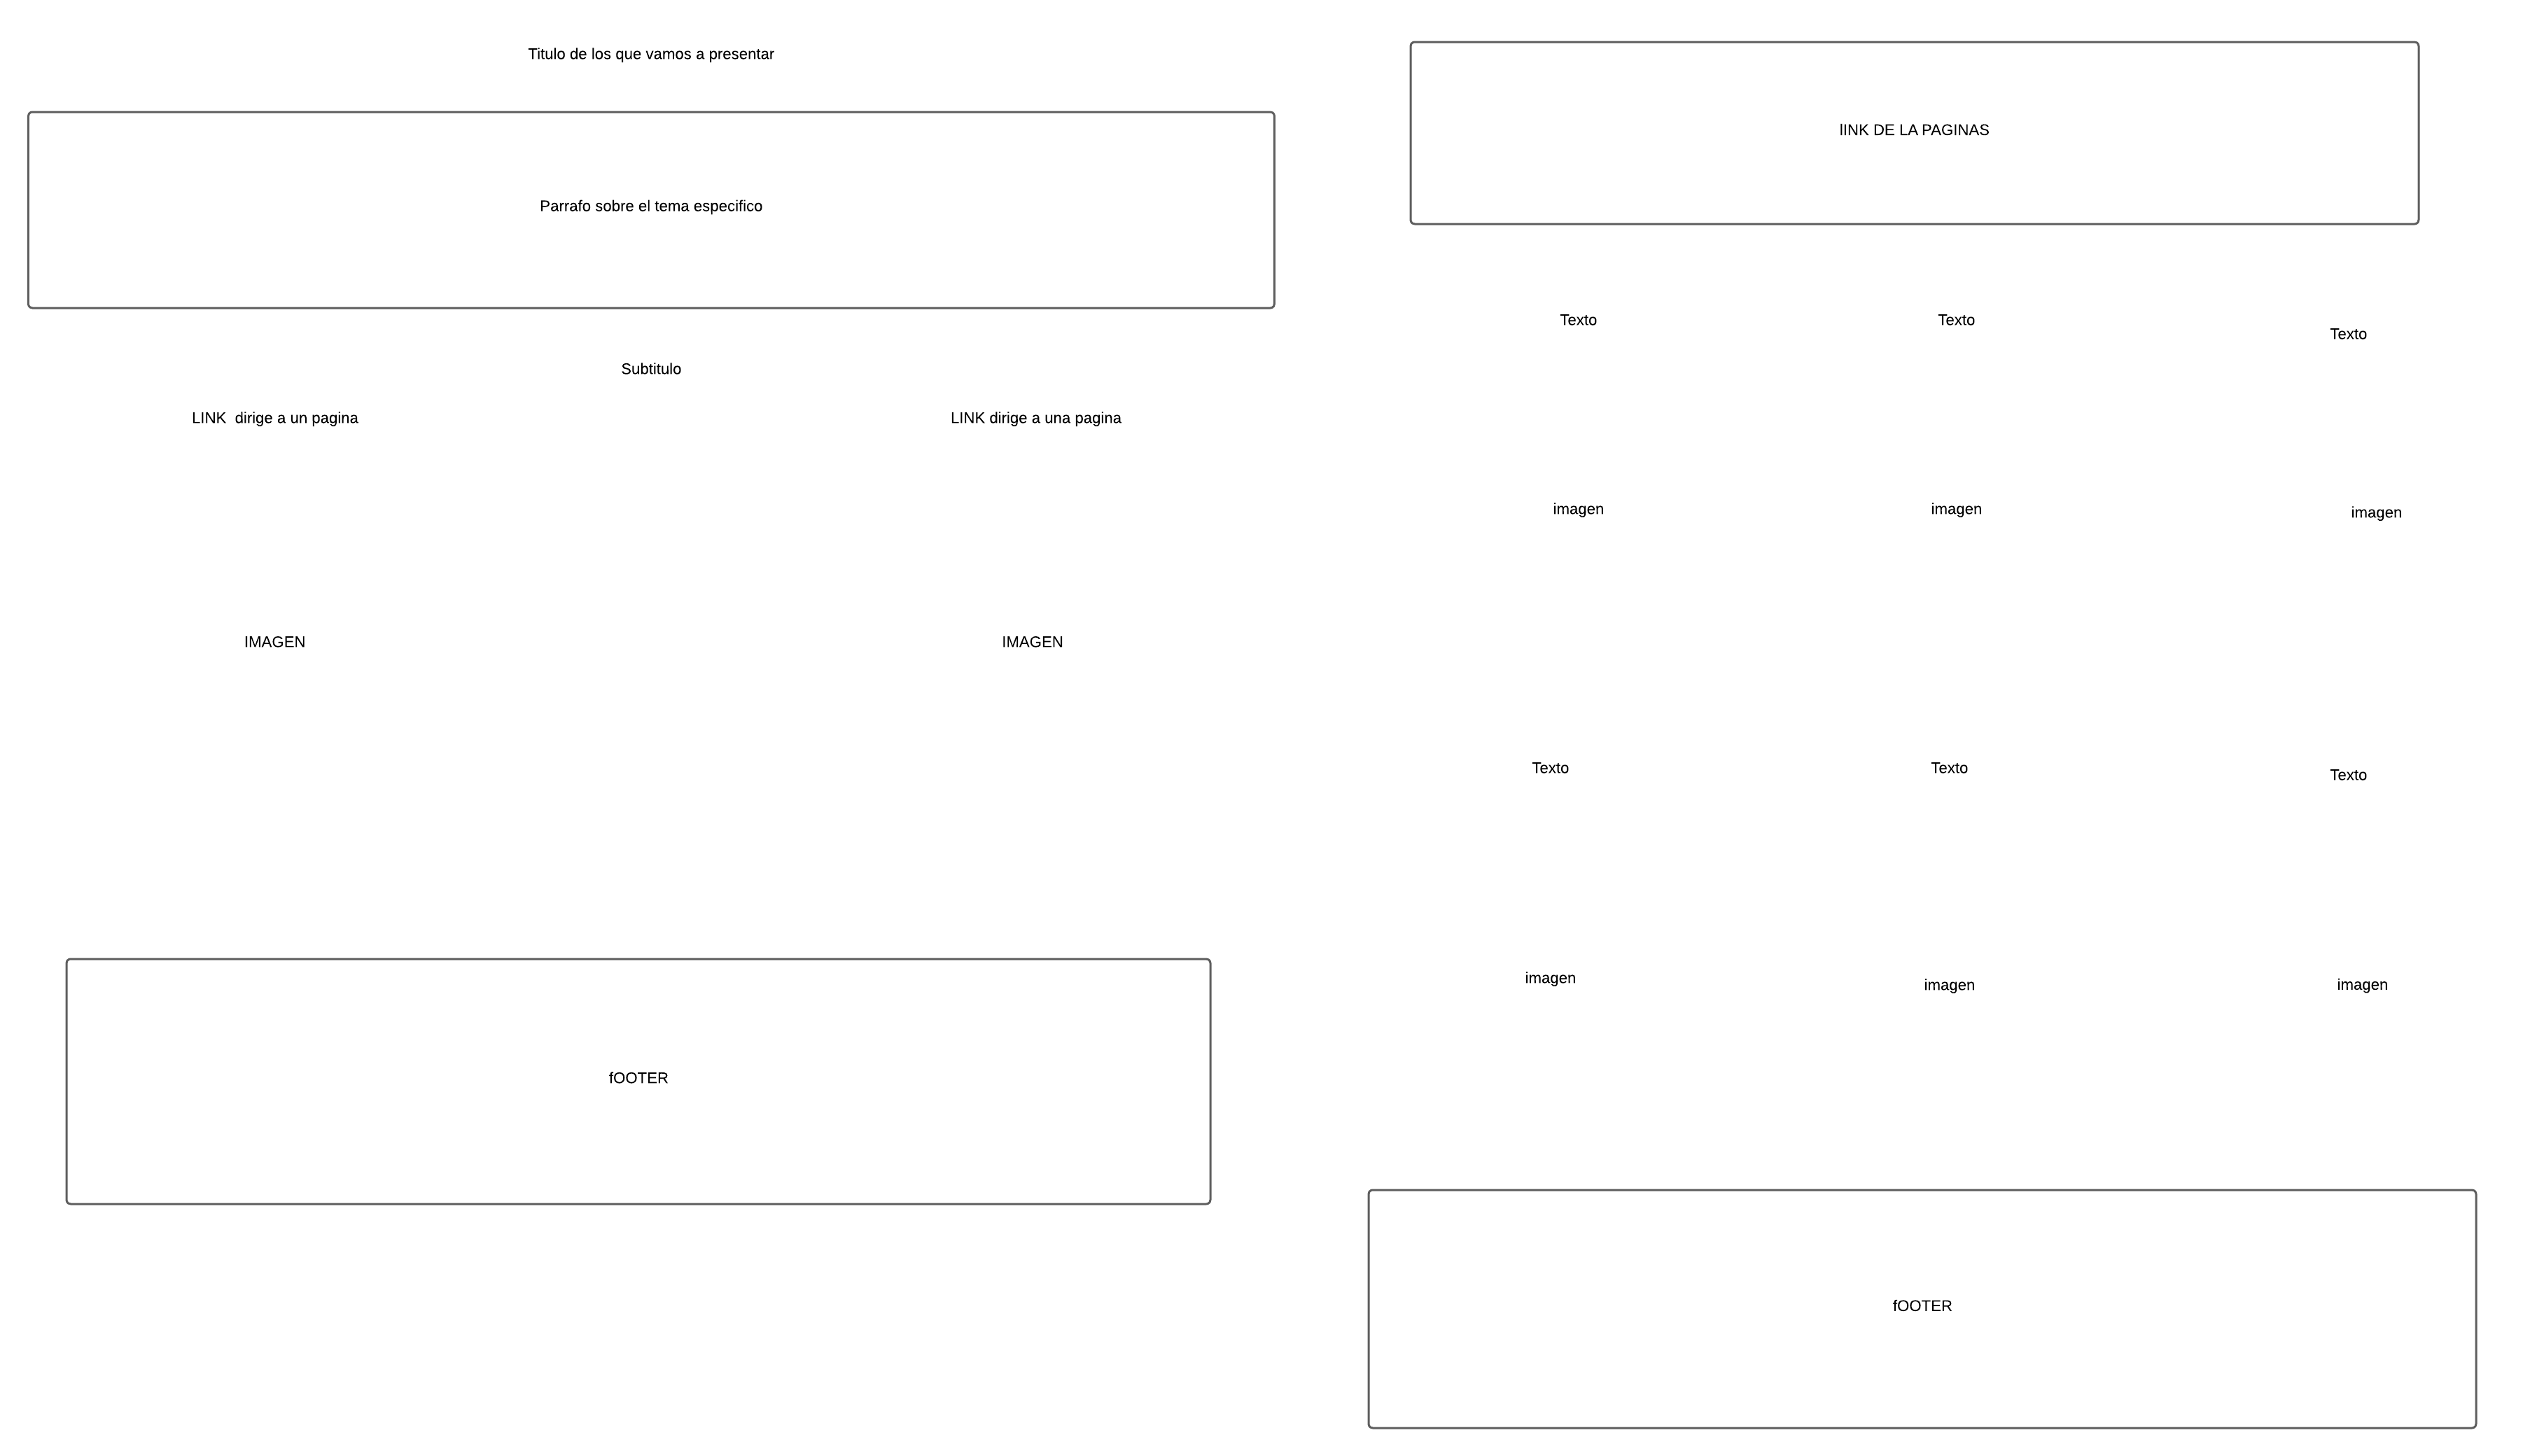 Titulo de los que vamos a presentar
Parrafo sobre el tema especifico
Subtitulo
LINK  dirige a un pagina
LINK dirige a una pagina
IMAGEN
IMAGEN
fOOTER
lINK DE LA PAGINAS
Texto
Texto
Texto
imagen
imagen
imagen
Texto
Texto
Texto
imagen
imagen
imagen
fOOTER